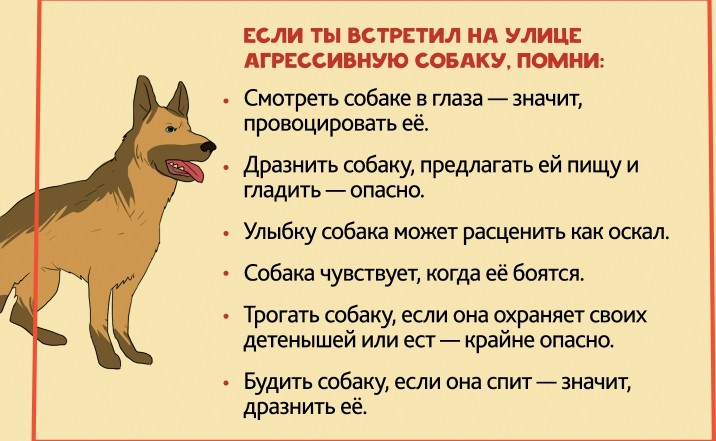 ЕСЛИ ТЫ ВСТРЕТИЛ НА УЛИЦЕ
АГРЕССИВНУЮ СОБАКУ, ПОМНИ:
• Смотреть собаке в глаза — значит,
провоцировать её.
• Дразнить собаку, предлагать ей пищу и
гладить — опасно.
• Улыбку собака может расценить как оскал.
• Собака чувствует, когда её боятся.
• Трогать собаку, если она охраняет своих
детенышей или ест — крайне опасно.
• Будить собаку, если она спит — значит,
дразнить её.